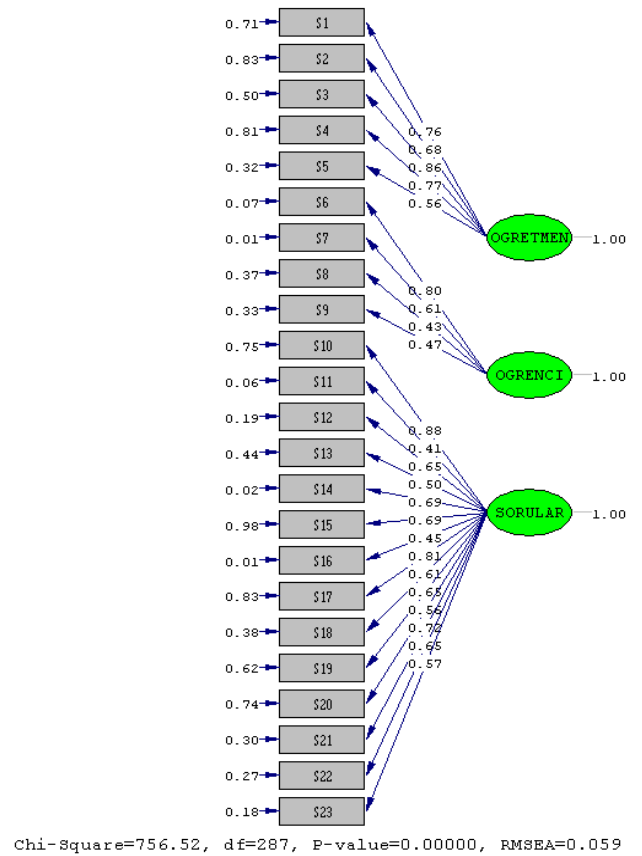 0.71 S1
0.83 S2
0.50 S3
0.81 S4 0.76
0.68
0.32 S5 0.86
0.77
0.07 S6 0.56
0.01 S7 OGRETMEN 1.00
0.37 S8
0.80
0.33 S9 0.61
0.43
0.75 S10 0.47
0.06 S11 OGRENCI 1.00
0.19 S12
0.88
0.44 S13 0.41
0.65
0.02 S14 0.50
0.69
0.98 S15 0.69 SORULAR 1.00
0.45
0.01 S16 0.81
0.61
0.83 S17 0.65
0.56
0.38 S18 0.72
0.65
0.62 S19 0.57
0.74 S20
0.30 S21
0.27 S22
0.18 S23
Chi-Square=756.52, df=287, P-value=0.00000, RMSEA=0.059